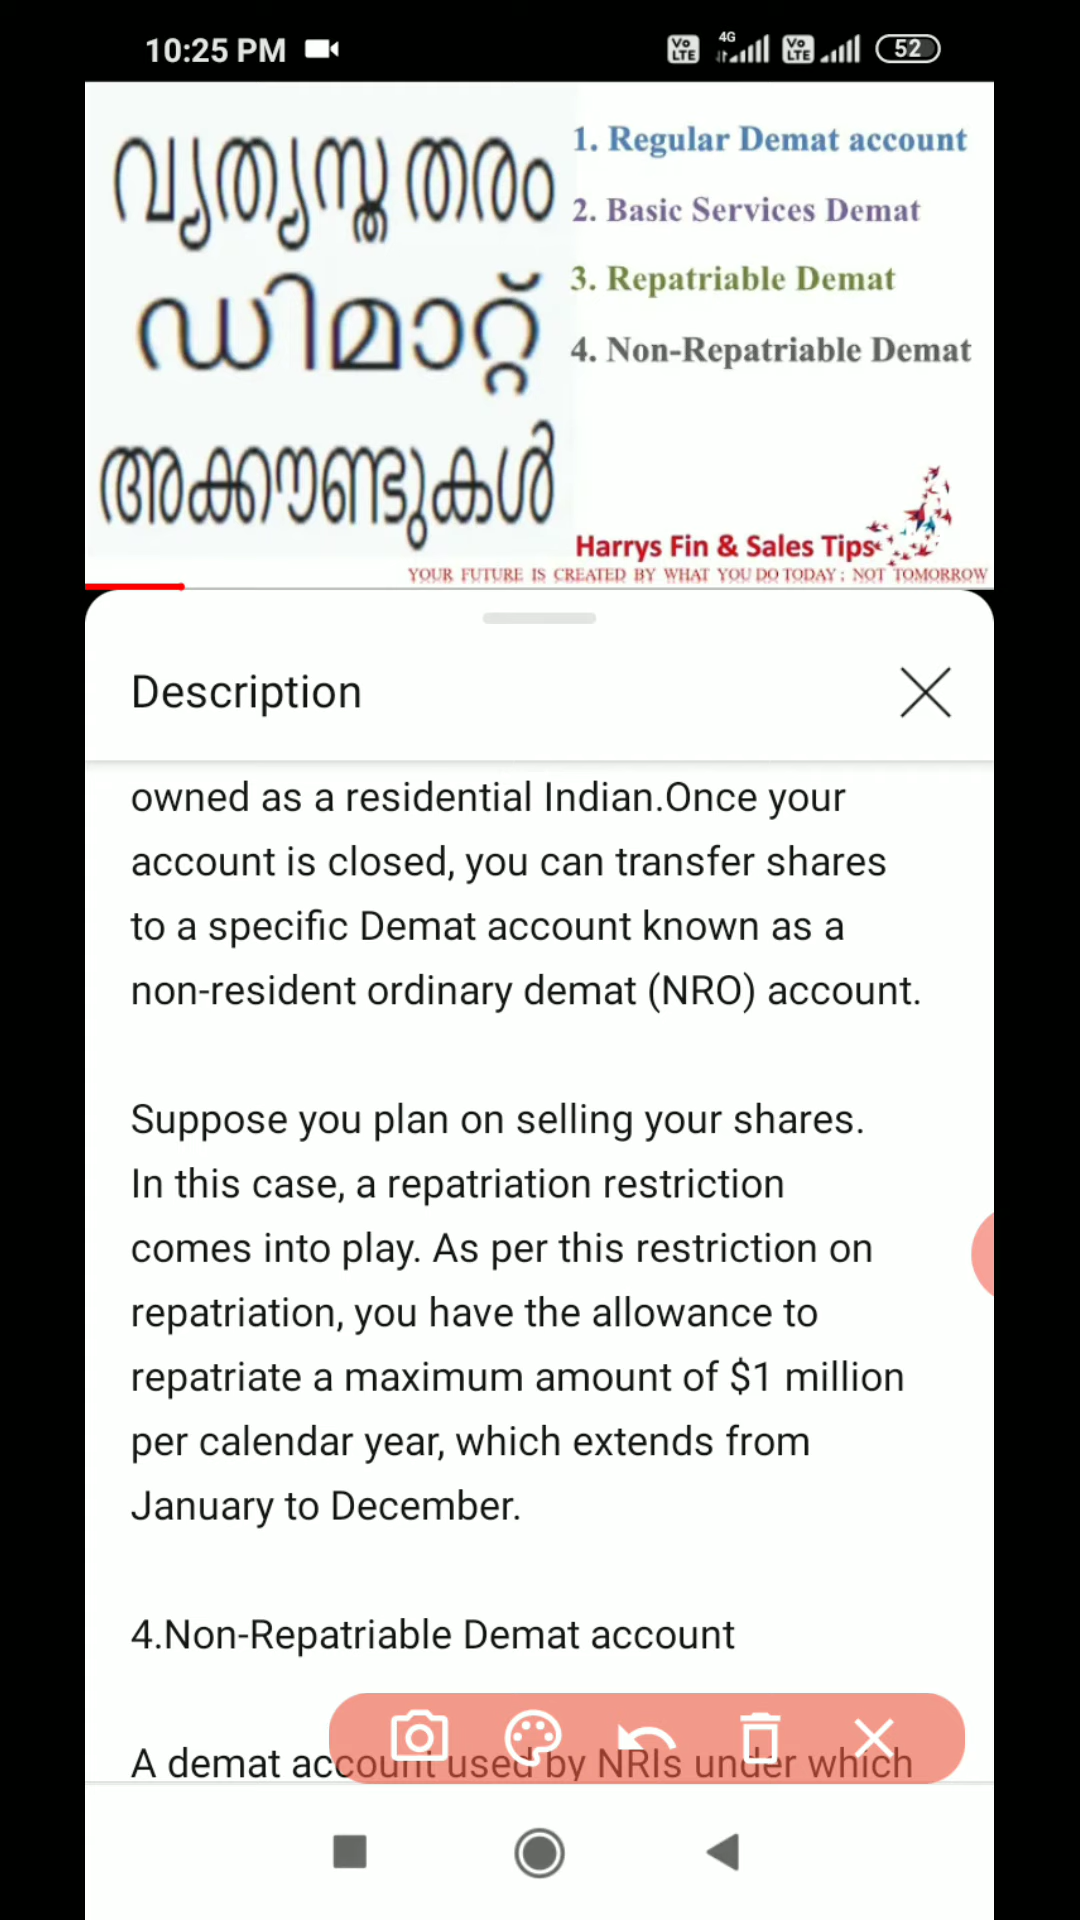 10:25 PM
4G
Vo LTE
Vo LTE
52
വ്യത്യസ്ത തരം
ഡിമാറ്റ്
അക്കൗണ്ടുകൾ
1. Regular Demat account
2. Basic Services Demat
3. Repatriable Demat
4. Non-Repatriable Demat
Harrys Fin & Sales Tips
YOUR FUTURE IS CREATED BY WHAT YOU DO TODAY ; NOT TOMORROW
Description
owned as a residential Indian.Once your
account is closed, you can transfer shares
to a specific Demat account known as a
non-resident ordinary demat (NRO) account.
Suppose you plan on selling your shares.
In this case, a repatriation restriction
comes into play. As per this restriction on
repatriation, you have the allowance to
repatriate a maximum amount of $1 million
per calendar year, which extends from
January to December.
4.Non-Repatriable Demat account
A demat account used by NRIs under which